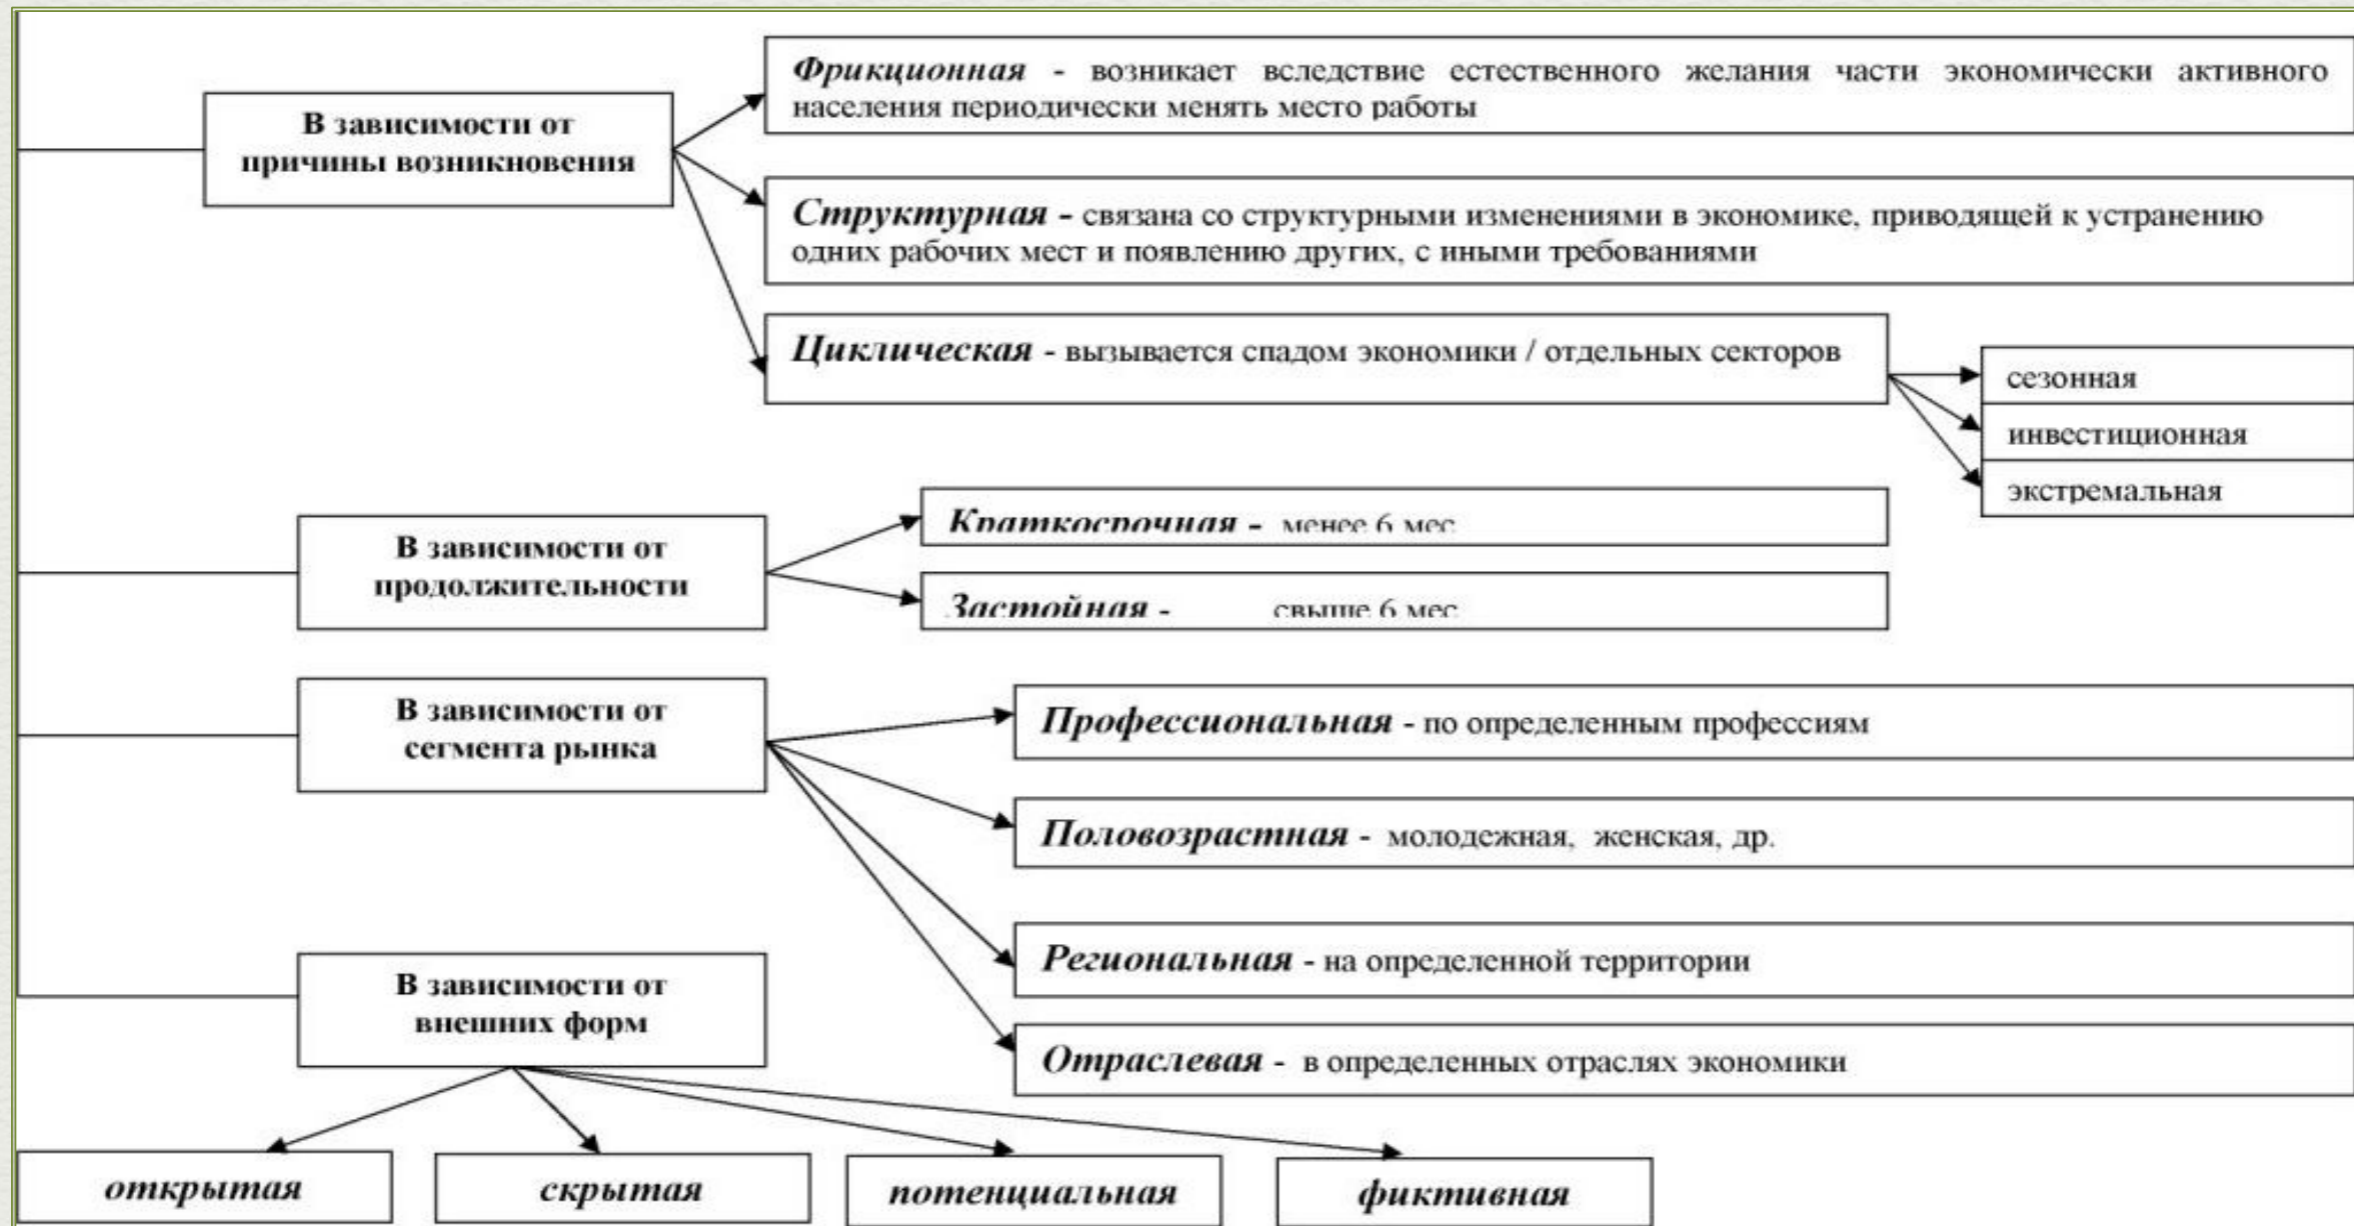 В зависимости от
причины возникновения
Фрикционная - возникает вследствие естественного желания части экономически активного
населения периодически менять место работы
Структурная - связана со структурными изменениями в экономике, приводящей к устранению
одних рабочих мест и появлению других, с иными требованиями
Циклическая - вызывается спадом экономики / отдельных секторов
сезонная
инвестиционная
экстремальная
В зависимости от
продолжительности
Краткосрочная - менее 6 мес
Застойная - свыше 6 мес
В зависимости от
сегмента рынка
Профессиональная - по определенным профессиям
Половозрастная - молодежная, женская, др.
Региональная - на определенной территории
Отраслевая - в определенных отраслях экономики
В зависимости от
внешних форм
открытая
скрытая
потенциальная
фиктивная